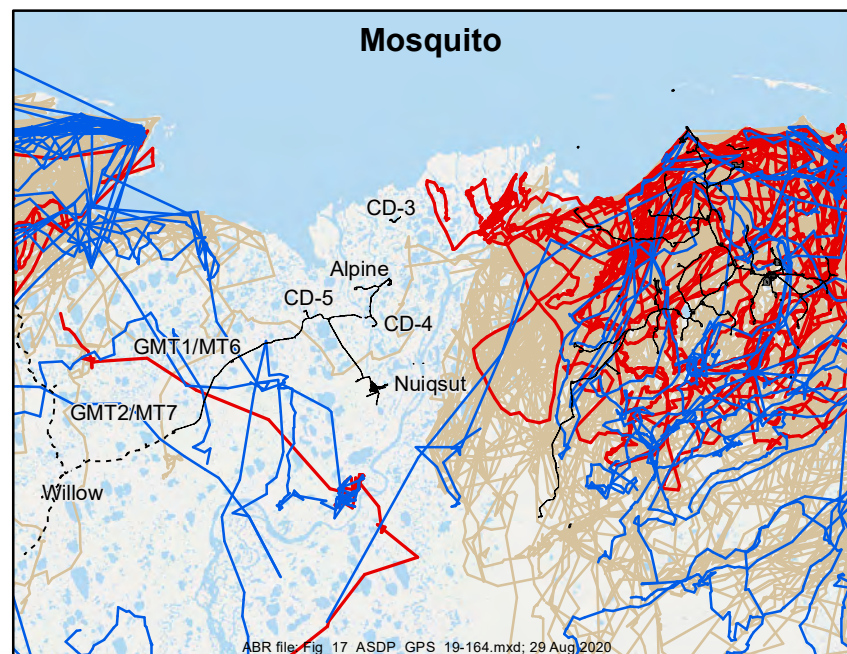 Mosquito
CD-3
Alpine
CD-5
CD-4
GMT1/MT6
Nuiqsut
GMT2/MT7
Willow
ABR file: Fig_17_ASDP_GPS_19-164.mxd; 29 Aug 2020